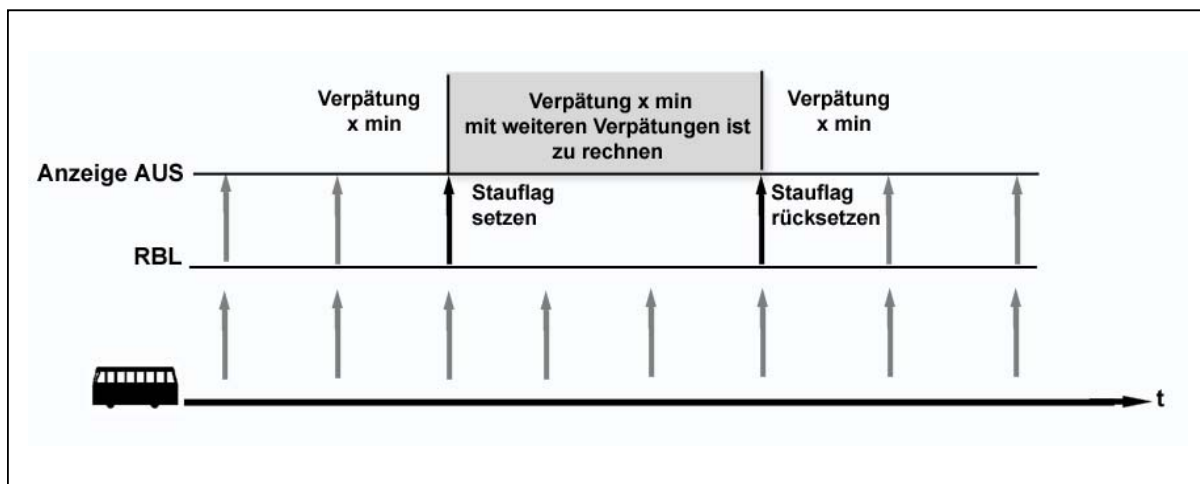 Verpätung
x min
Verpätung x min
mit weiteren Verpätungen ist
zu rechnen
Verpätung
x min
Anzeige AUS
Stauflag
setzen
Stauflag
rücksetzen
RBL
t